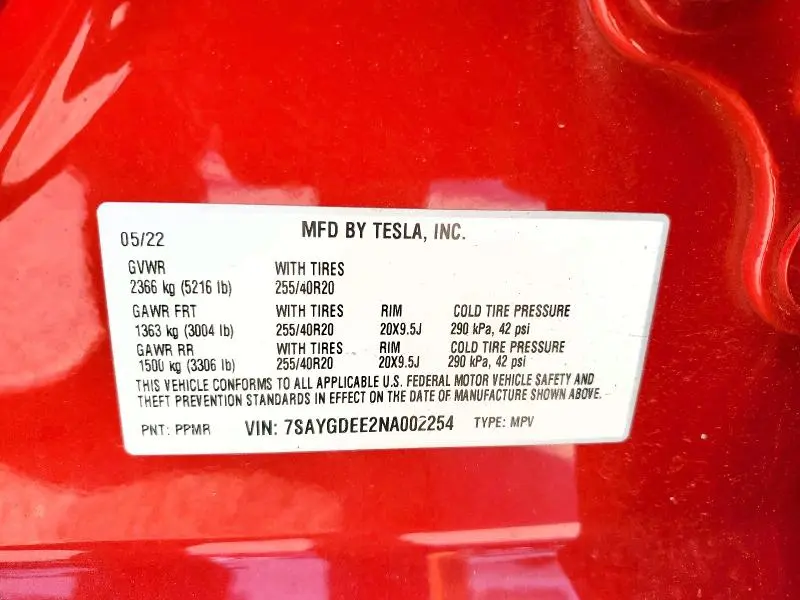 MFD BY TESLA, INC.
05/22
GVWR WITH TIRES
2366 kg (5216 lb) 255/40R20
GAWR FRT WITH TIRES RIM COLD TIRE PRESSURE
1363 kg (3004 lb) 255/40R20 20X9.5J 290 kPa, 42 psi
GAWR RR WITH TIRES RIM COLD TIRE PRESSURE
1500 kg (3306 lb) 255/40R20 20X9.5J 290 kPa, 42 psi
THIS VEHICLE CONFORMS TO ALL APPLICABLE U.S. FEDERAL MOTOR VEHICLE SAFETY AND
THEFT PREVENTION STANDARDS IN EFFECT ON THE DATE OF MANUFACTURE SHOWN ABOVE.
PNT: PPMR VIN: 7SAYGDEE2NA002254 TYPE: MPV